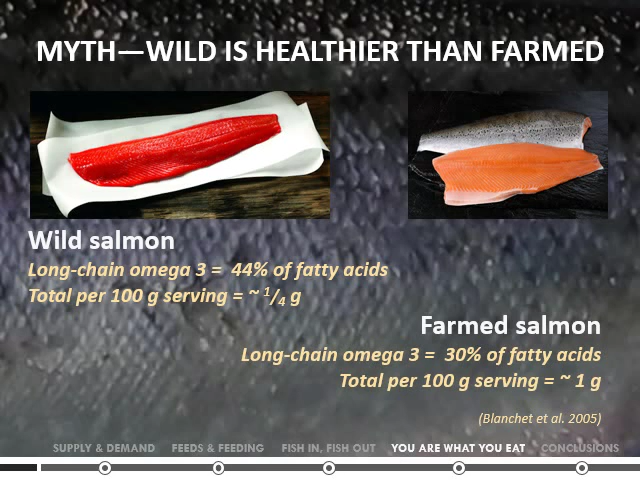 MYTH—WILD IS HEALTHIER THAN FARMED
Wild salmon
Long-chain omega 3 = 44% of fatty acids
Total per 100 g serving = ~ 1/4 g
Farmed salmon
Long-chain omega 3 = 30% of fatty acids
Total per 100 g serving = ~ 1 g
(Blanchet et al. 2005)
SUPPLY & DEMAND FEEDS & FEEDING FISH IN, FISH OUT YOU ARE WHAT YOU EAT CONCLUSIONS